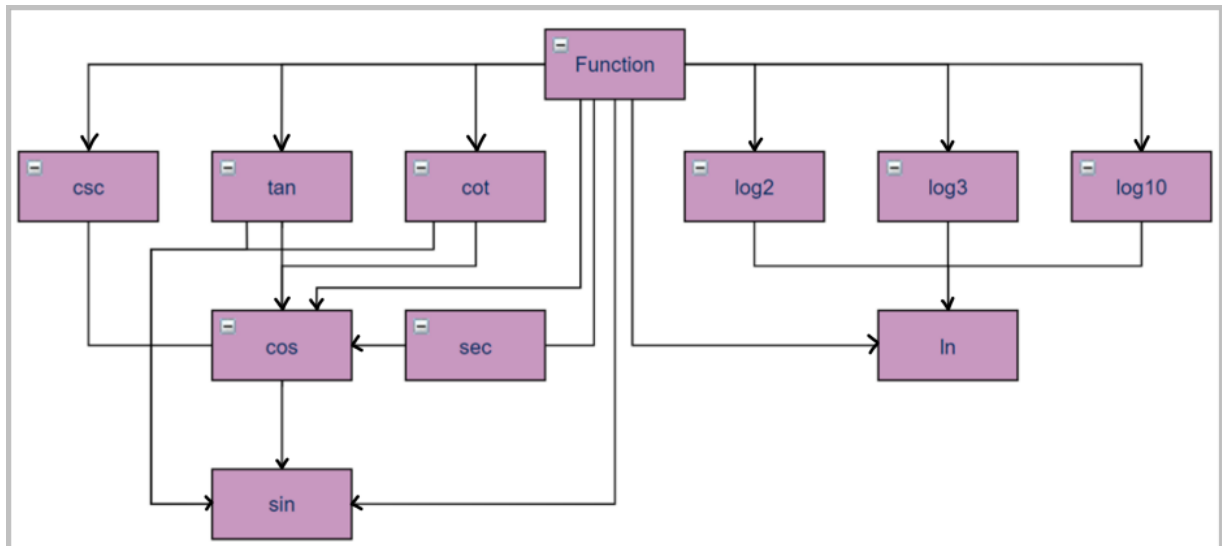 Function
csc
tan
cot
log2
log3
log10
cos
sec
ln
sin